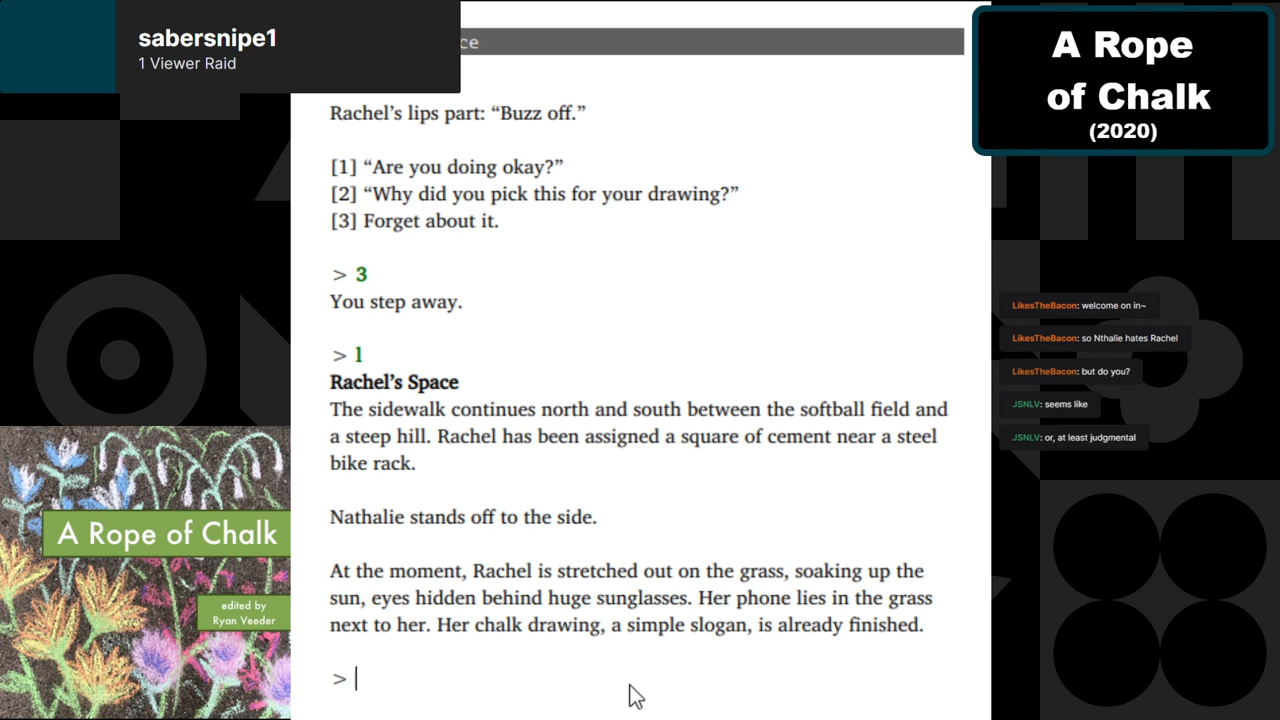 sabersnipe1
1 Viewer Raid
ce
A Rope
of Chalk
(2020)
Rachel’s lips part: “Buzz off.”
[1] “Are you doing okay?”
[2] “Why did you pick this for your drawing?”
[3] Forget about it.
> 3
You step away.
> l
Rachel’s Space
The sidewalk continues north and south between the softball field and
a steep hill. Rachel has been assigned a square of cement near a steel
bike rack.
Nathalie stands off to the side.
At the moment, Rachel is stretched out on the grass, soaking up the
sun, eyes hidden behind huge sunglasses. Her phone lies in the grass
next to her. Her chalk drawing, a simple slogan, is already finished.
>
LikesTheBacon: welcome on in~
LikesTheBacon: so Nthalie hates Rachel
LikesTheBacon: but do you?
JSNLV: seems like
JSNLV: or, at least judgmental
A Rope of Chalk
edited by
Ryan Veeder